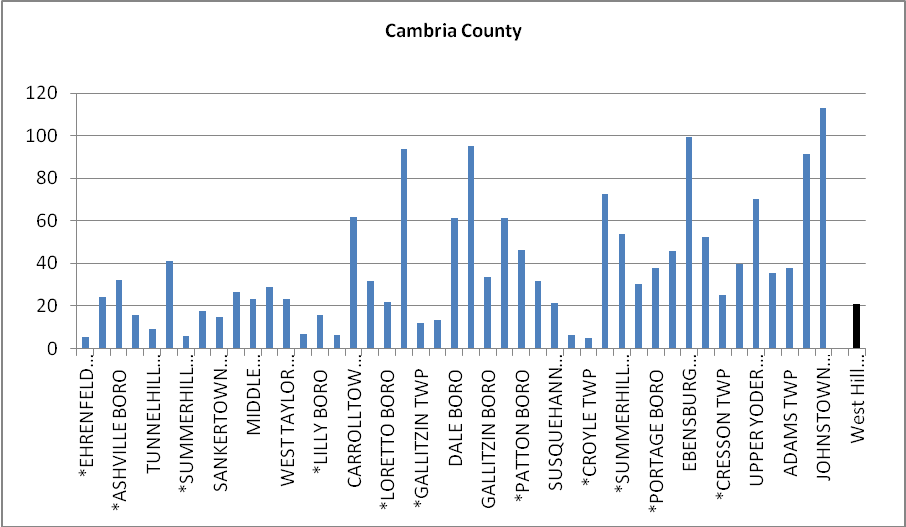 Cambria County
120
100
80
60
40
20
0
*EHRENFELD...
*ASHVILLE BORO
TUNNELHILL...
*SUMMERHILL...
SANKERTOWN...
MIDDLE...
WEST TAYLOR...
*LILLY BORO
CARROLLTOW...
*LORETTO BORO
*GALLITZIN TWP
DALE BORO
GALLITZIN BORO
*PATTON BORO
SUSQUEHANN...
*CROYLE TWP
*SUMMERHILL...
*PORTAGE BORO
EBENSBURG...
*CRESSON TWP
UPPER YODER...
ADAMS TWP
JOHNSTOWN...
West Hill...